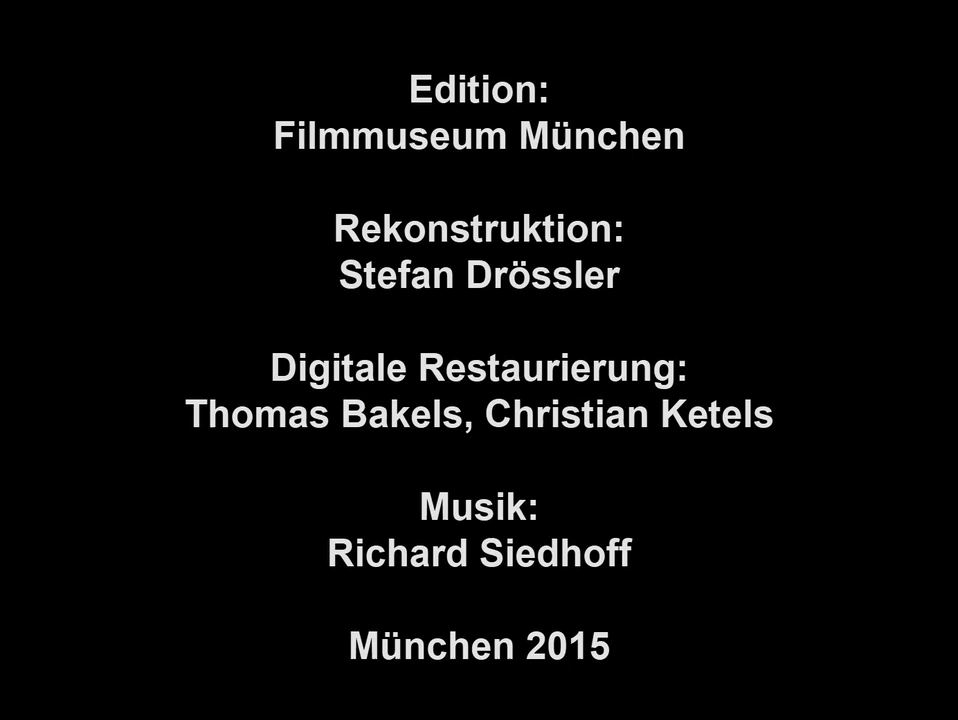 Edition:
Filmmuseum München
Rekonstruktion:
Stefan Drössler
Digitale Restaurierung:
Thomas Bakels, Christian Ketels
Musik:
Richard Siedhoff
München 2015